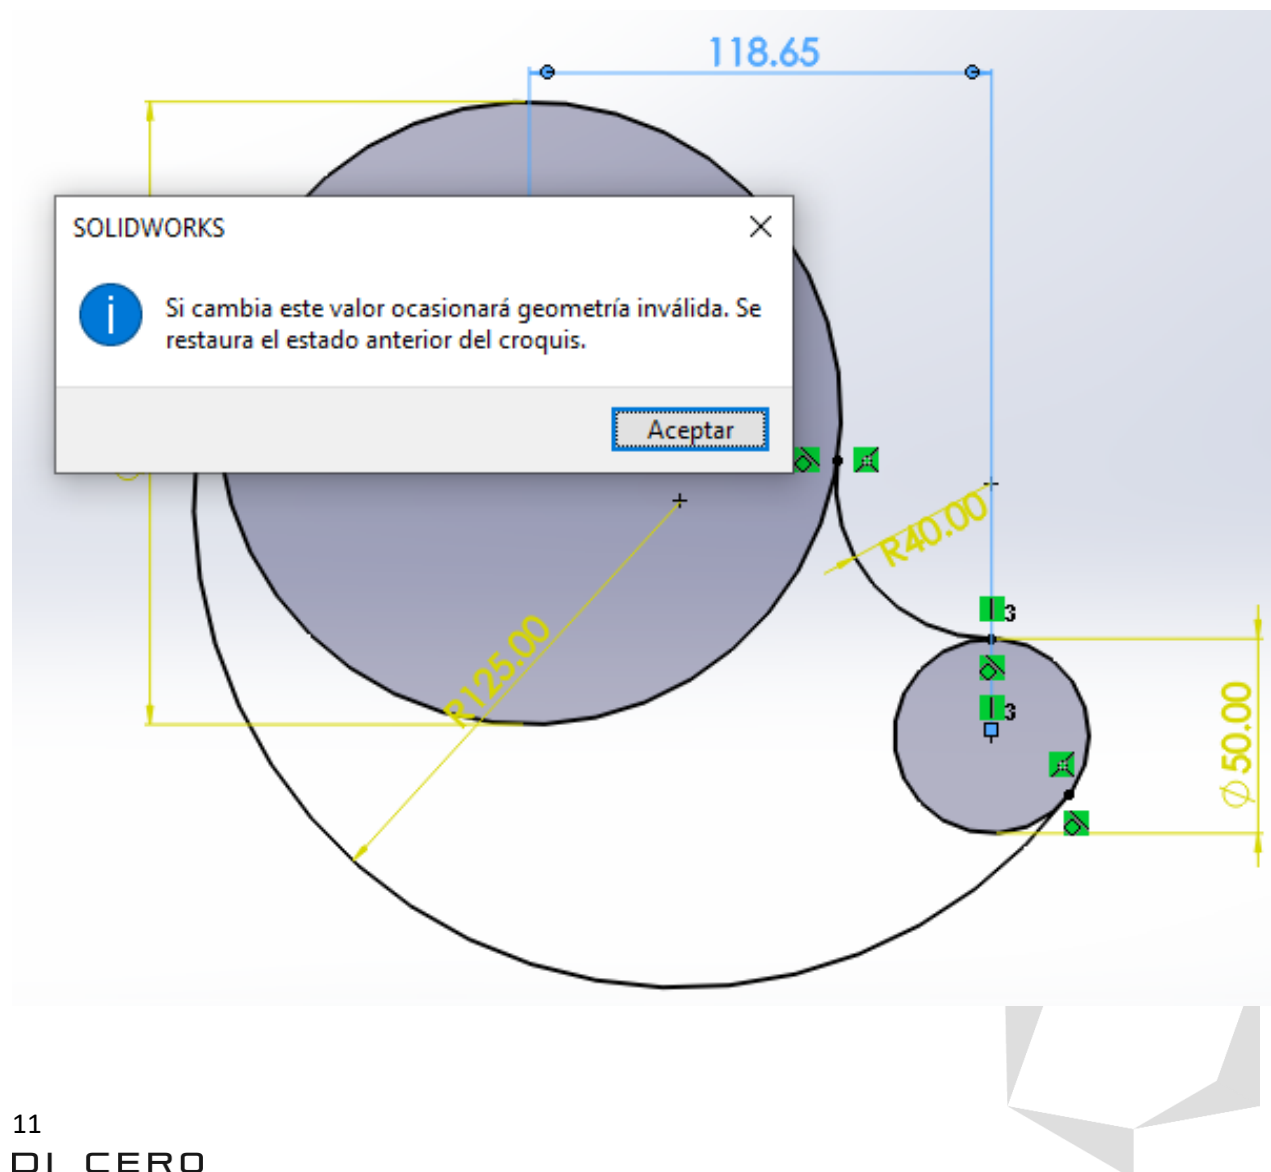 118.65
SOLIDWORKS
Si cambia este valor ocasionará geometría inválida. Se
restaura el estado anterior del croquis.
Aceptar
R40.00
3
R125.00
3
∅50.00
11
DI CERO